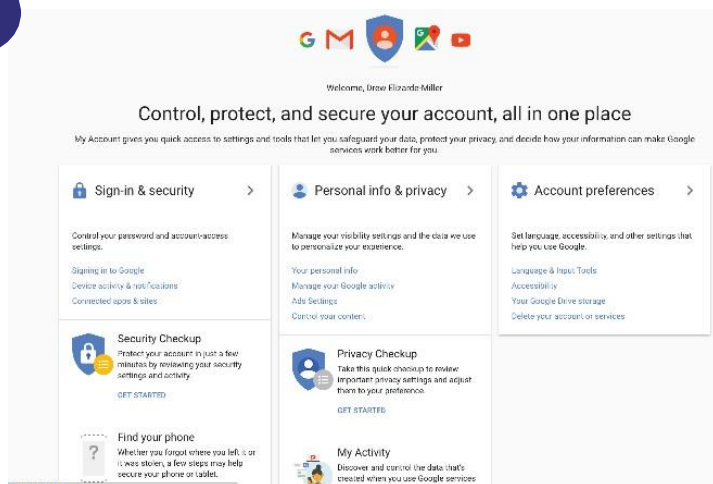 Welcome, Drew Elizarde-Miller
Control, protect, and secure your account, all in one place
My Account gives you quick access to settings and tools that let you safeguard your data, protect your privacy, and decide how your information can make Google
services work better for you.
Sign-in & security
Control your password and account-access
settings.
Signing in to Google
Device activity & notifications
Connected apps & sites
Security Checkup
Protect your account in just a few
minutes by reviewing your security
settings and activity.
GET STARTED
Find your phone
Whether you forgot where you left it or
it was stolen, a few steps may help
secure your phone or tablet.
Personal info & privacy
Manage your visibility settings and the data we use
to personalize your experience.
Your personal info
Manage your Google activity
Ads Settings
Control your content
Privacy Checkup
Take this quick checkup to review
important privacy settings and adjust
them to your preference.
GET STARTED
My Activity
Discover and control the data that's
created when you use Google services
Account preferences
Set language, accessibility, and other settings that
help you use Google.
Language & Input Tools
Accessibility
Your Google Drive storage
Delete your account or services